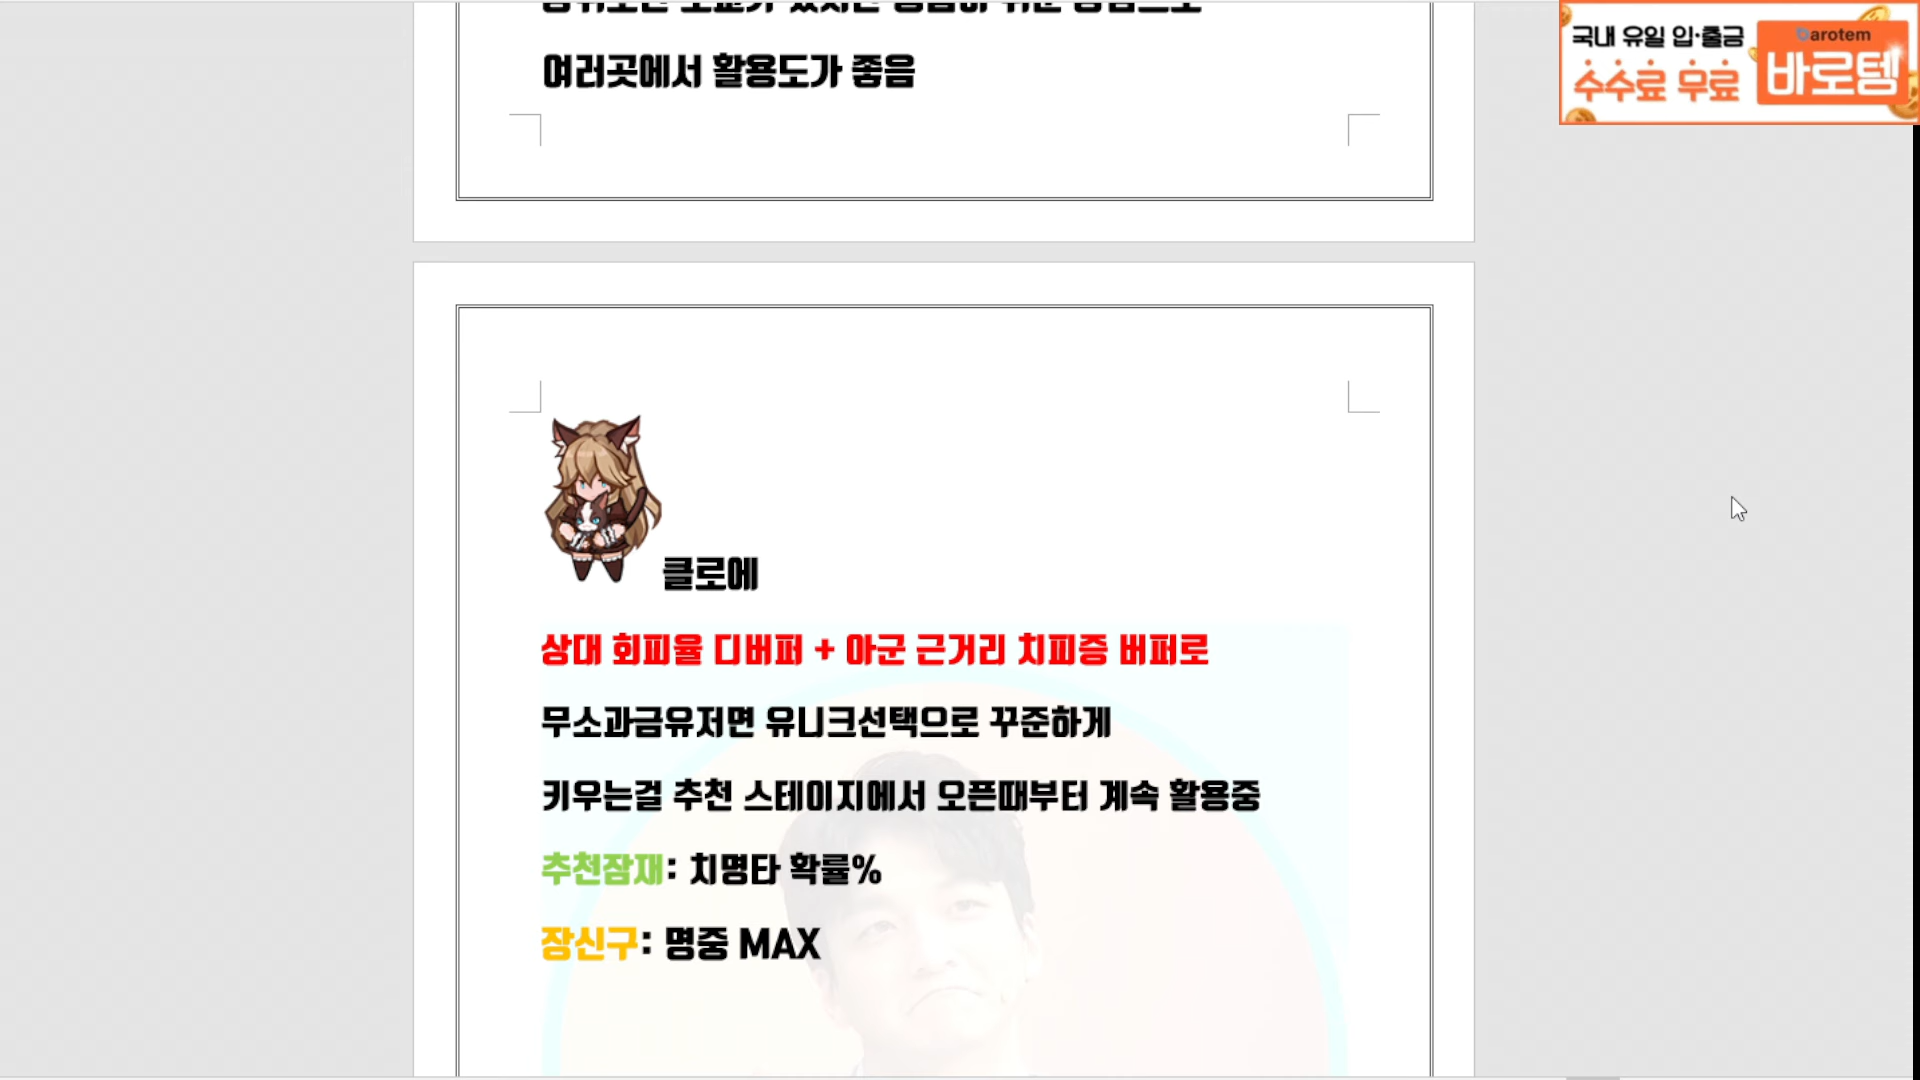 여러곳에서 활용도가 좋음
국내 유일 입·출금
수수료 무료
barotem
바로템
클로에
상대 회피율 디버퍼 + 아군 근거리 치피증 버퍼로
무소과금유저면 유니크선택으로 꾸준하게
키우는걸 추천 스테이지에서 오픈때부터 계속 활용중
추천잠재: 치명타 확률%
장신구: 명중 MAX